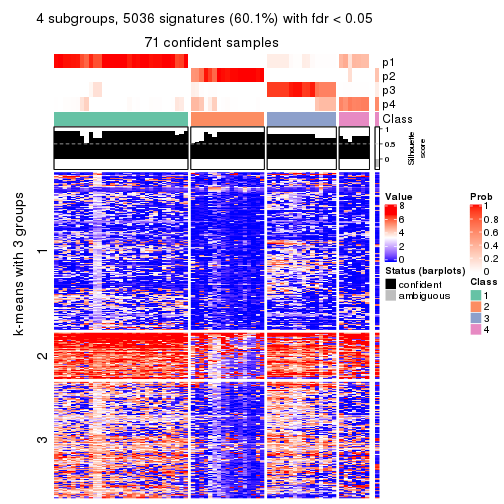 4 subgroups, 5036 signatures (60.1%) with fdr < 0.05
71 confident samples
p1
p2
p3
p4
Class
1
0.5
0
Silhouette
score
k-means with 3 groups
1
2
3
Value
8
6
4
2
0
Status (barplots)
confident
ambiguous
Prob
1
0.8
0.6
0.4
0.2
0
Class
1
2
3
4